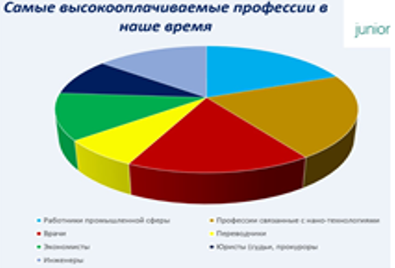 Самые высокооплачиваемые профессии в
наше время
junior
Работники промышленной сферы
Профессии связанные с нано-технологиями
Врачи
Переводчики
Экономисты
Юристы (судьи, прокуроры
Инженеры